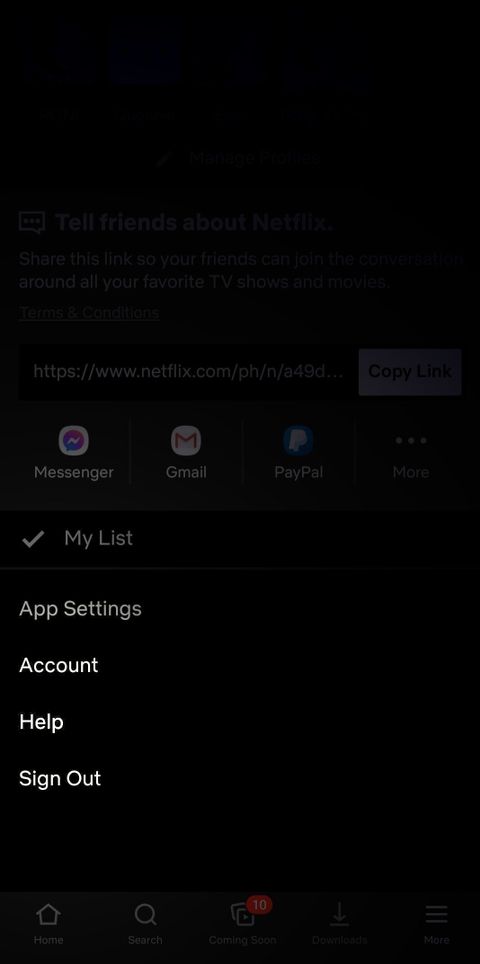 Manage Profiles
Tell friends about Netflix.
Share this link so your friends can join the conversation
around all your favorite TV shows and movies.
Terms & Conditions
https://www.netflix.com/ph/n/a49d...
Copy Link
Messenger
Gmail
PayPal
More
My List
App Settings
Account
Help
Sign Out
10
Home
Search
Coming Soon
Downloads
More